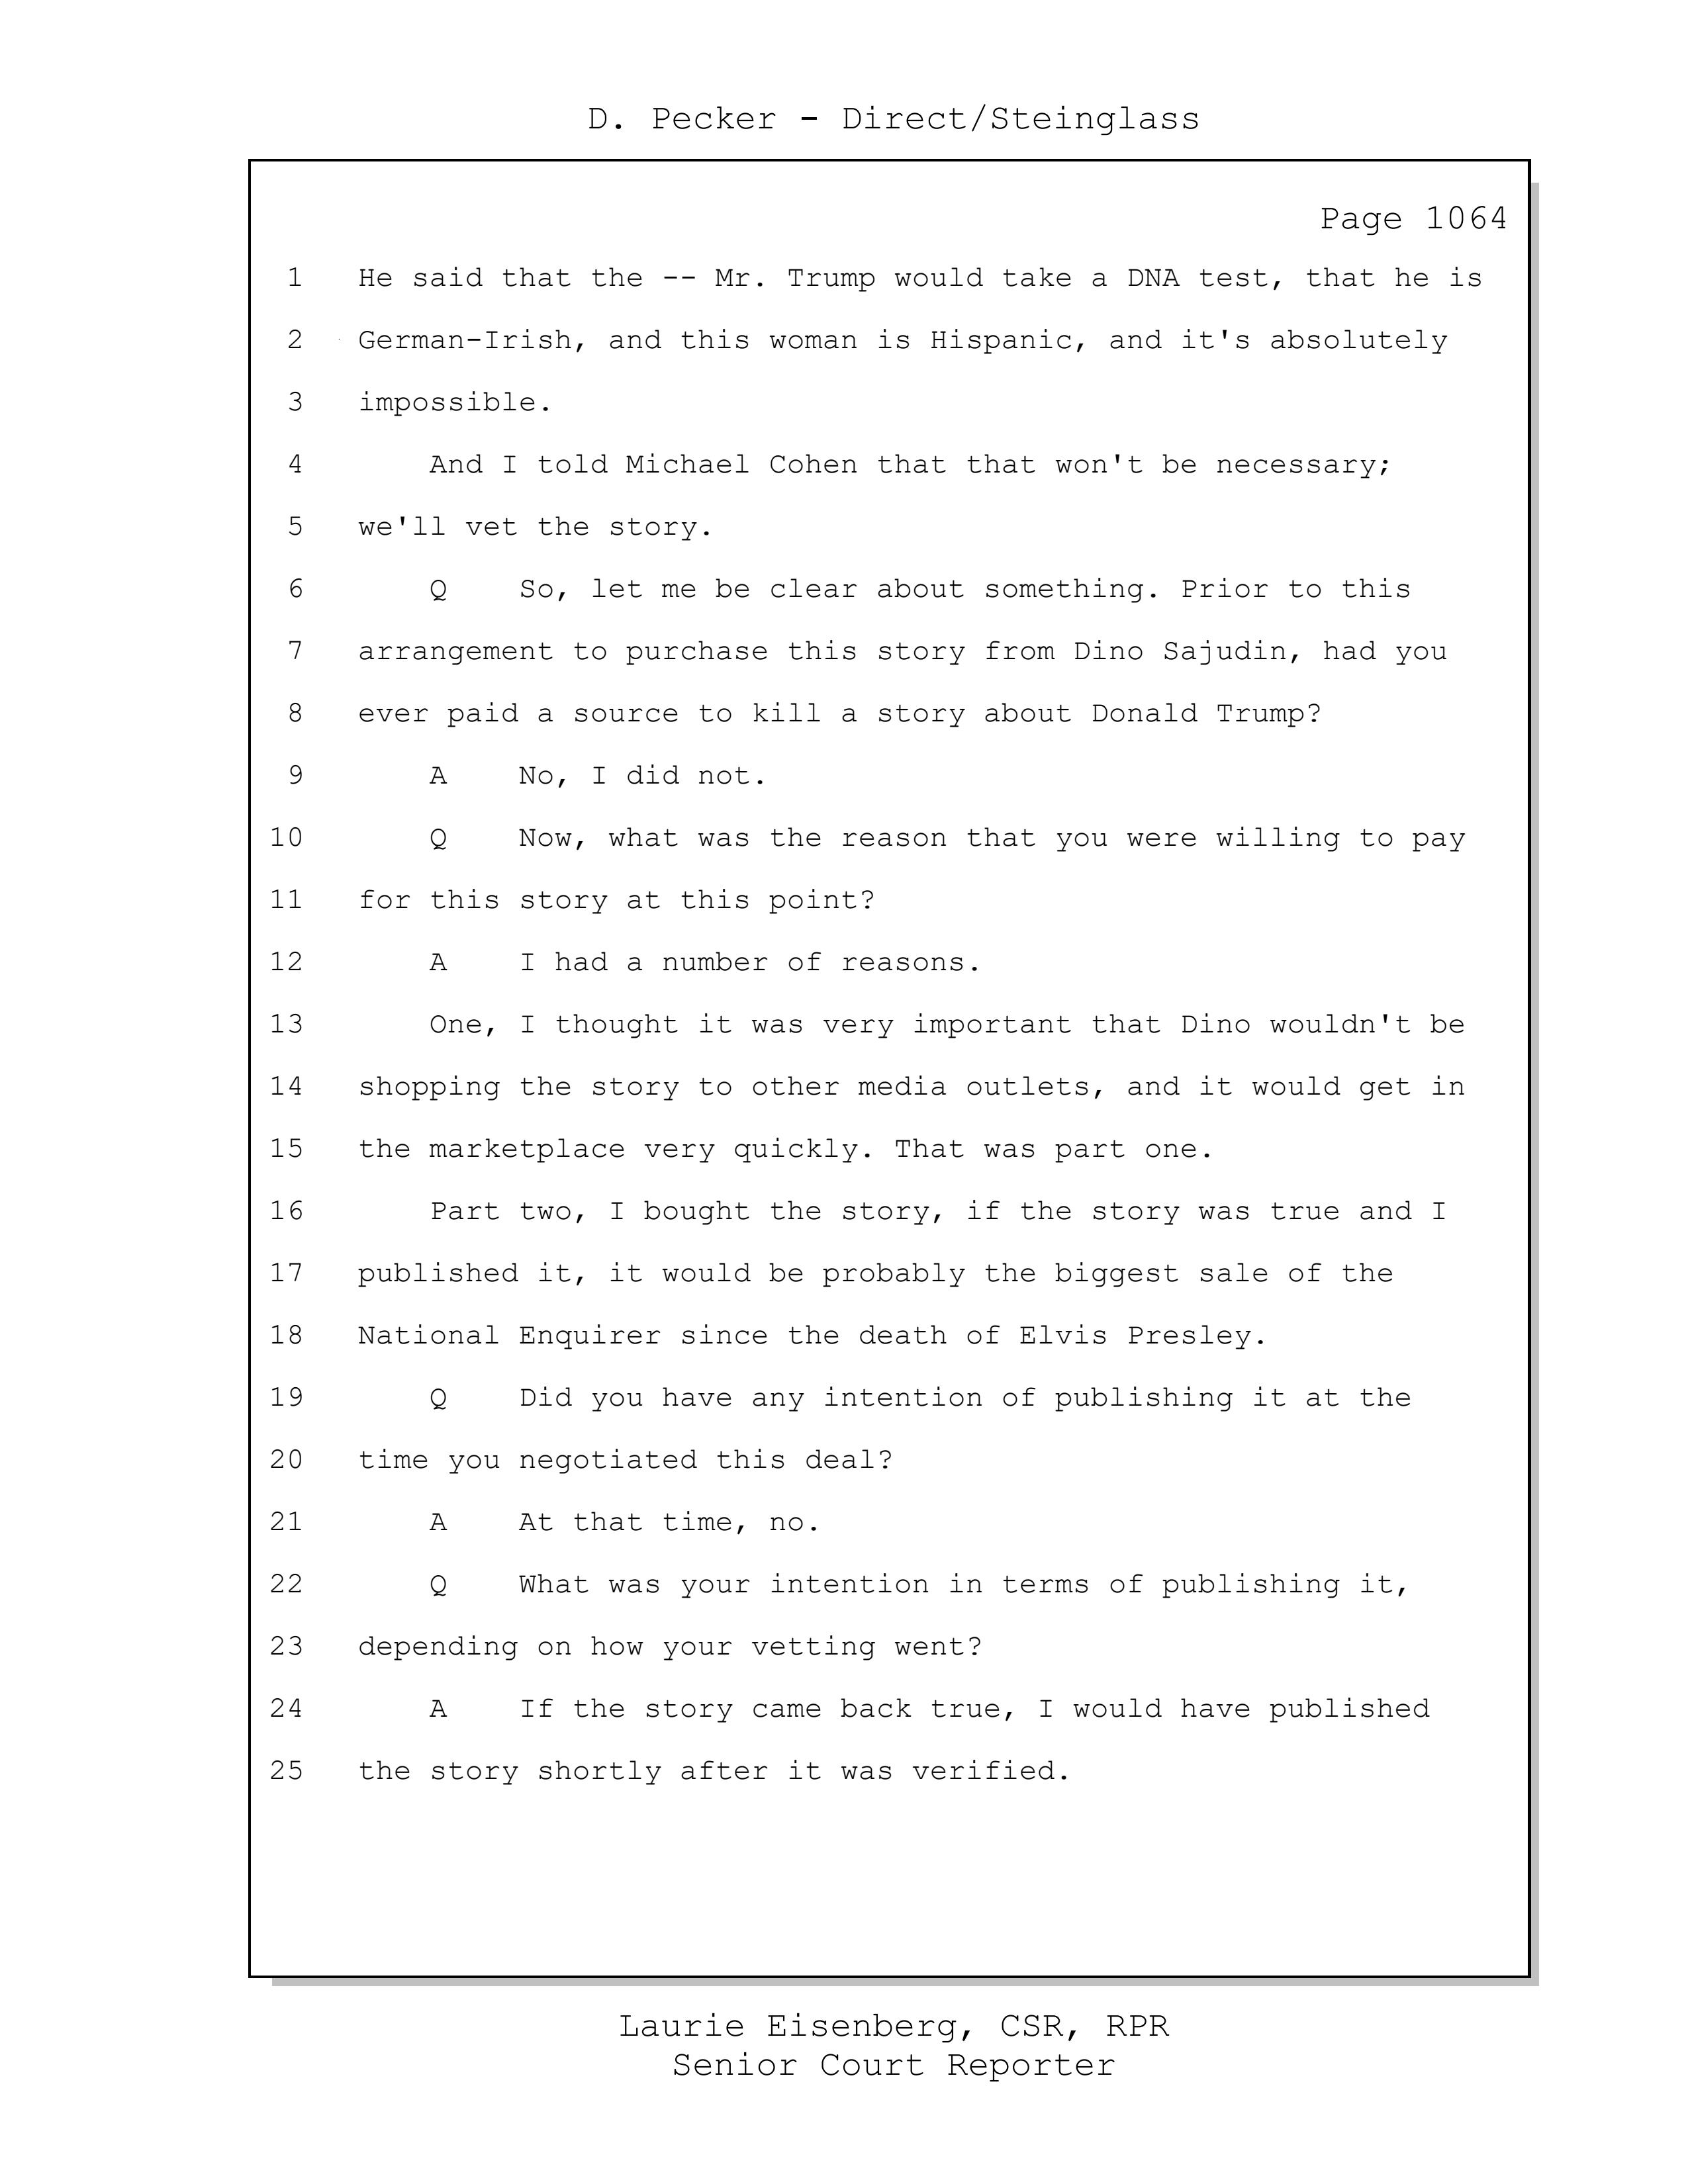 D. Pecker - Direct/Steinglass
Page 1064
1 He said that the -- Mr. Trump would take a DNA test, that he is
2 German-Irish, and this woman is Hispanic, and it's absolutely
3 impossible.
4 And I told Michael Cohen that that won't be necessary;
5 we'll vet the story.
6 Q So, let me be clear about something. Prior to this
7 arrangement to purchase this story from Dino Sajudin, had you
8 ever paid a source to kill a story about Donald Trump?
9 A No, I did not.
10 Q Now, what was the reason that you were willing to pay
11 for this story at this point?
12 A I had a number of reasons.
13 One, I thought it was very important that Dino wouldn't be
14 shopping the story to other media outlets, and it would get in
15 the marketplace very quickly. That was part one.
16 Part two, I bought the story, if the story was true and I
17 published it, it would be probably the biggest sale of the
18 National Enquirer since the death of Elvis Presley.
19 Q Did you have any intention of publishing it at the
20 time you negotiated this deal?
21 A At that time, no.
22 Q What was your intention in terms of publishing it,
23 depending on how your vetting went?
24 A If the story came back true, I would have published
25 the story shortly after it was verified.
Laurie Eisenberg, CSR, RPR
Senior Court Reporter